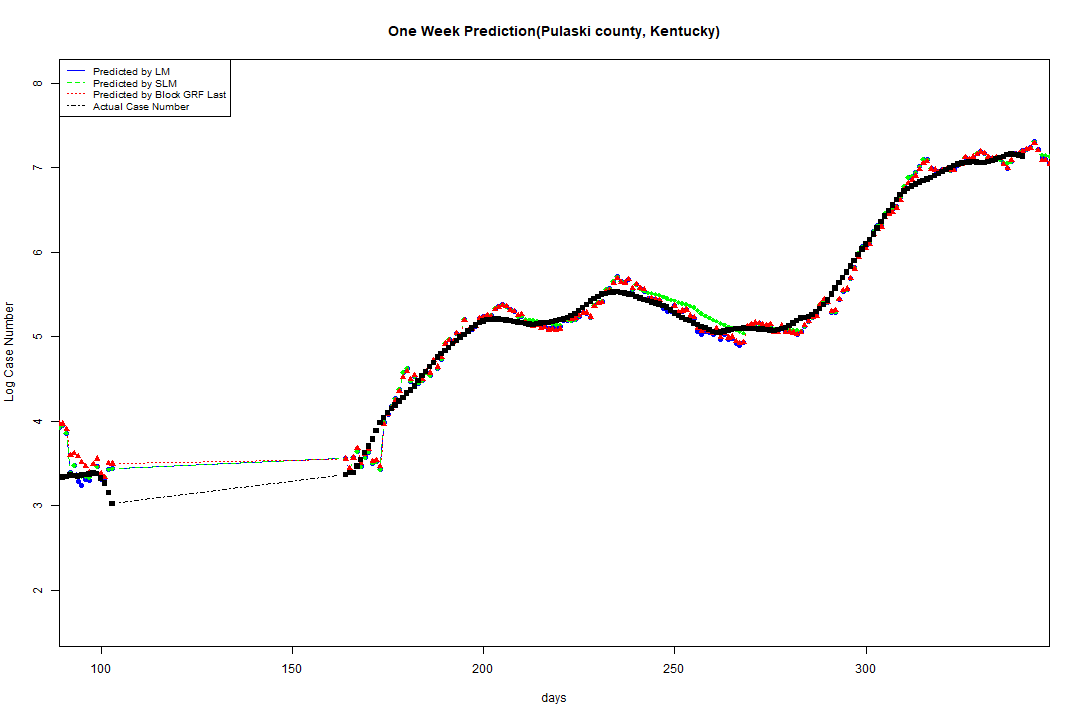 One Week Prediction(Pulaski county, Kentucky)
Predicted by LM
Predicted by SLM
Predicted by Block GRF Last
Actual Case Number
8
7
6
5
4
3
2
Log Case Number
100 150 200 250 300
days